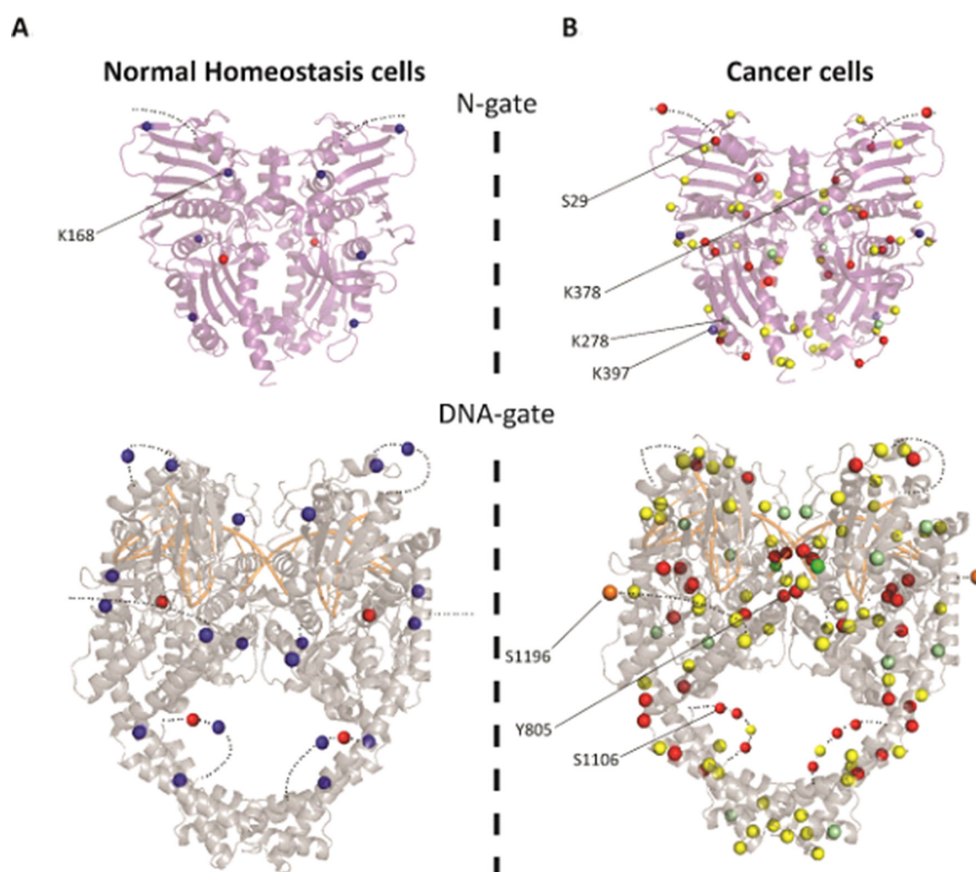 A
B
Normal Homeostasis cells
Cancer cells
N-gate
K168
S29
K378
K278
K397
DNA-gate
S1196
Y805
S1106